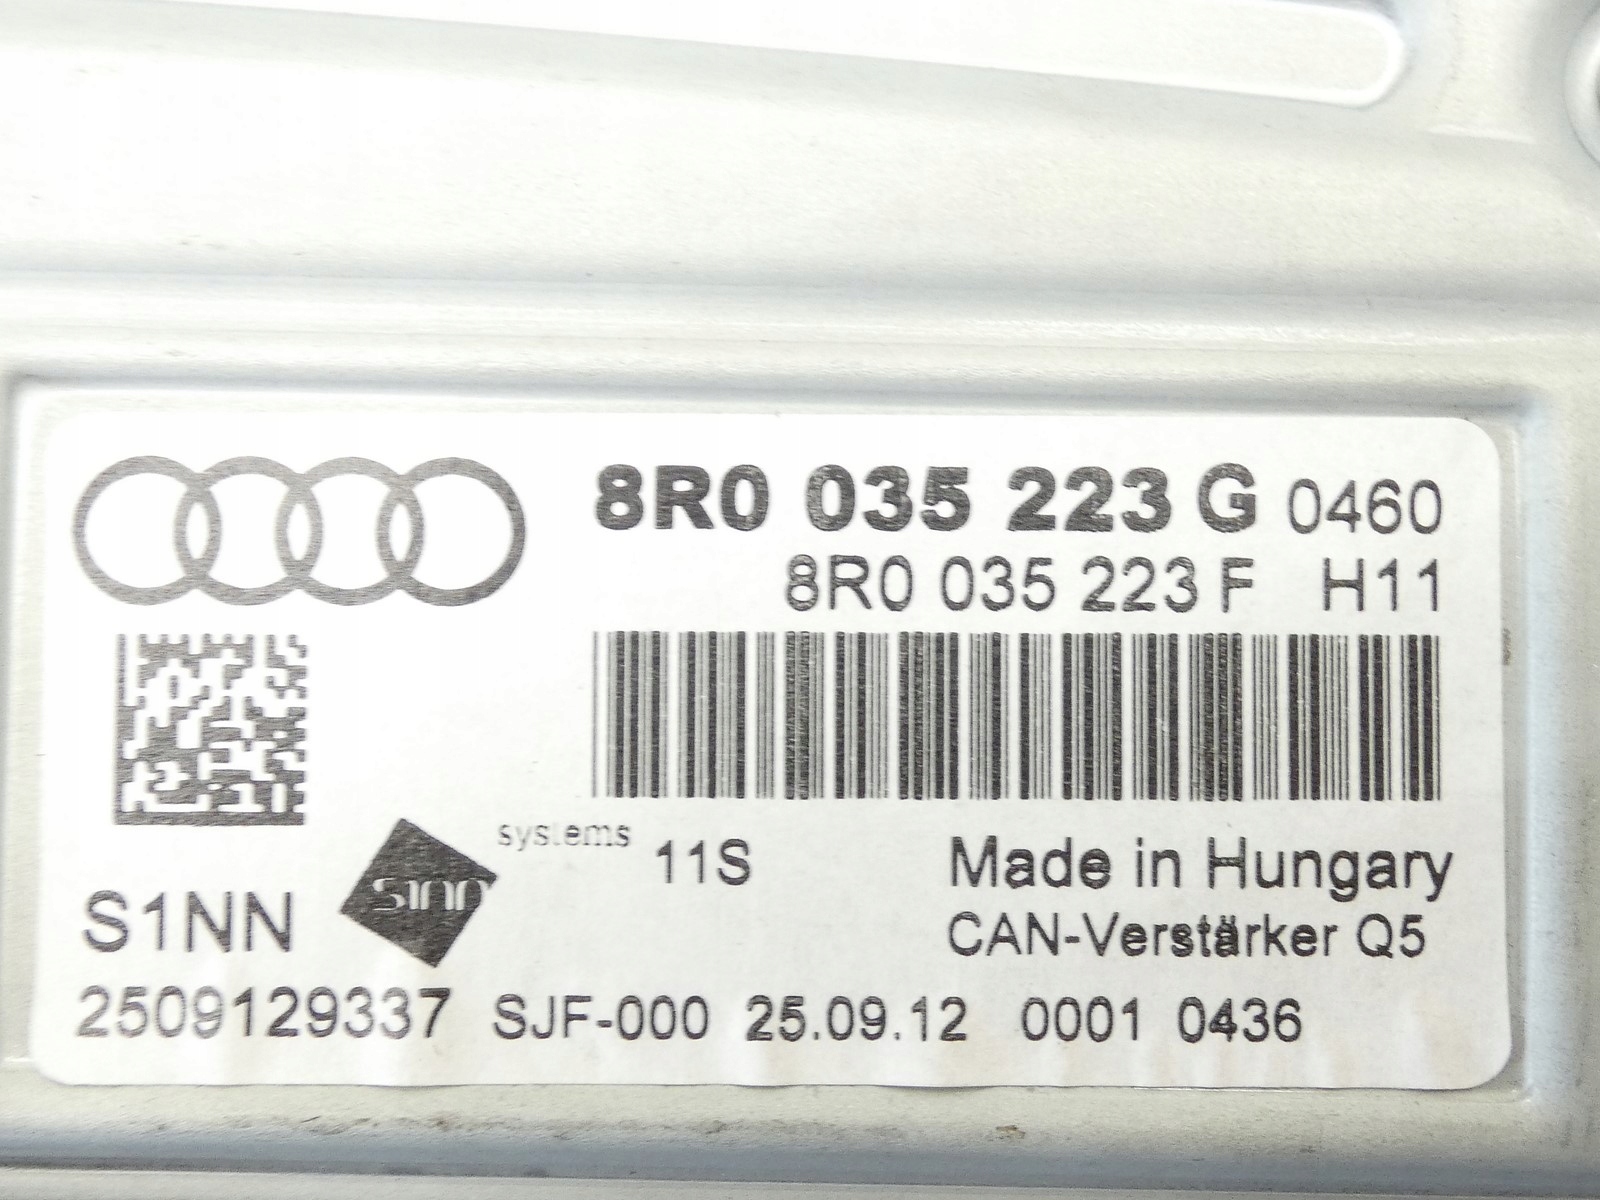 8R0 035 223 G 0460
8R0 035 223 F H11
systems
sinn
11S
Made in Hungary
S1NN
CAN-Verstärker Q5
2509129337 SJF-000 25.09.12 0001 0436